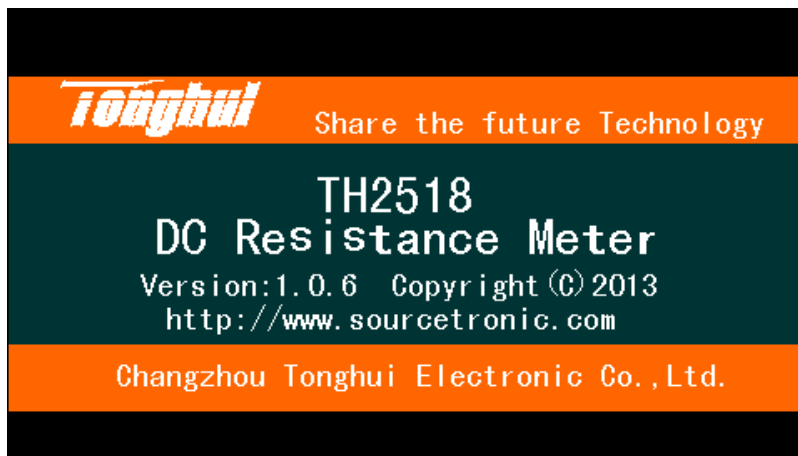 Tonghui
Share the future Technology
TH2518
DC Resistance Meter
Version:1.0.6 Copyright(C)2013
http://www.sourcetronic.com
Changzhou Tonghui Electronic Co.,Ltd.